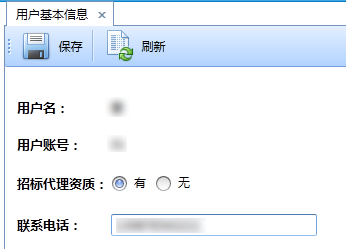 用户基本信息 ×
保存 刷新
用户名：
用户账号：
招标代理资质： 有 无
联系电话：